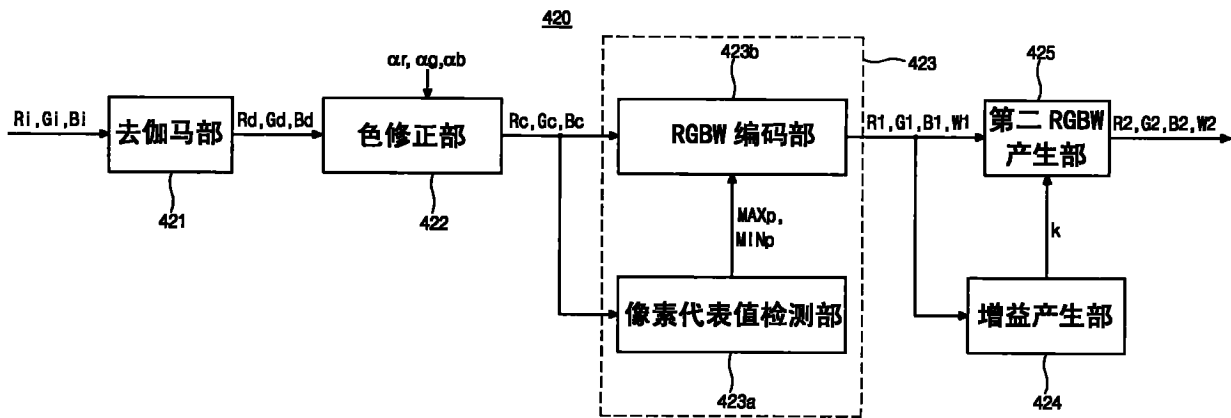 420
423b
423
425
αr, αg, αb
Ri, Gi, Bi
去伽马部
Rd, Gd, Bd
色修正部
Rc, Gc, Bc
RGBW 编码部
R1, G1, B1, W1
第二 RGBW
产生部
R2, G2, B2, W2
421
422
MAXp,
MINp
k
像素代表值检测部
增益产生部
423a
424